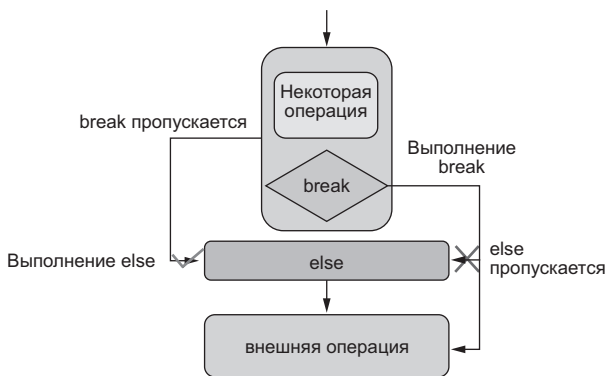 Некоторая
операция
break пропускается
Выполнение
break
break
Выполнение else
else
else
пропускается
внешняя операция